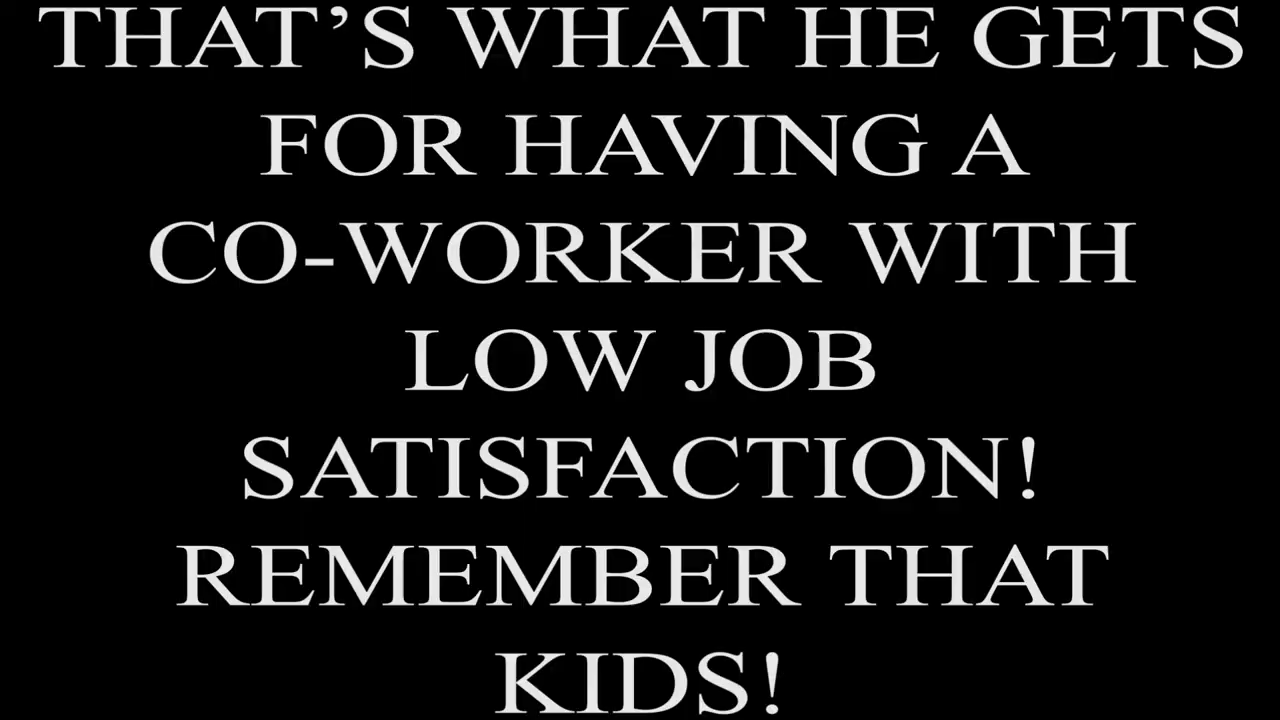 THAT’S WHAT HE GETS
FOR HAVING A
CO-WORKER WITH
LOW JOB
SATISFACTION!
REMEMBER THAT
KIDS!